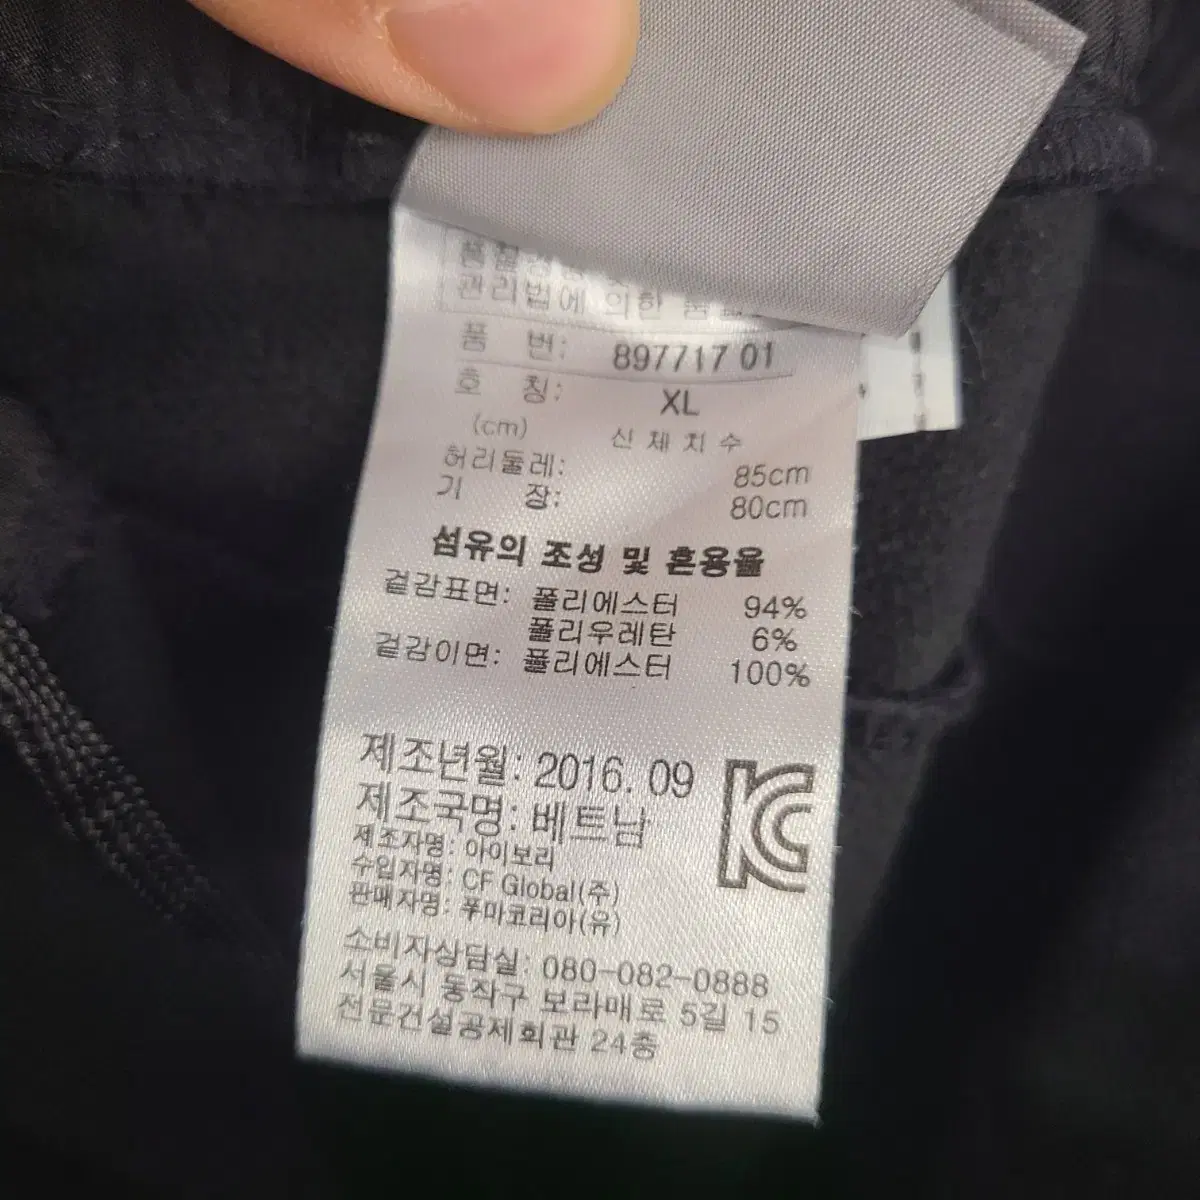 관리법에 의한 품
품 번: 897717 01
호 칭: XL
(cm) 신체치수
허리둘레: 85cm
기 장: 80cm
섬유의 조성 및 혼용율
겉감표면: 폴리에스터 94%
폴리우레탄 6%
겉감이면: 폴리에스터 100%
제조년월: 2016. 09
제조국명: 베트남
제조자명: 아이보리
수입자명: CF Global(주)
판매자명: 푸마코리아(유)
소비자상담실: 080-082-0888
서울시 동작구 보라매로 5길 15
전문건설공제회관 24층